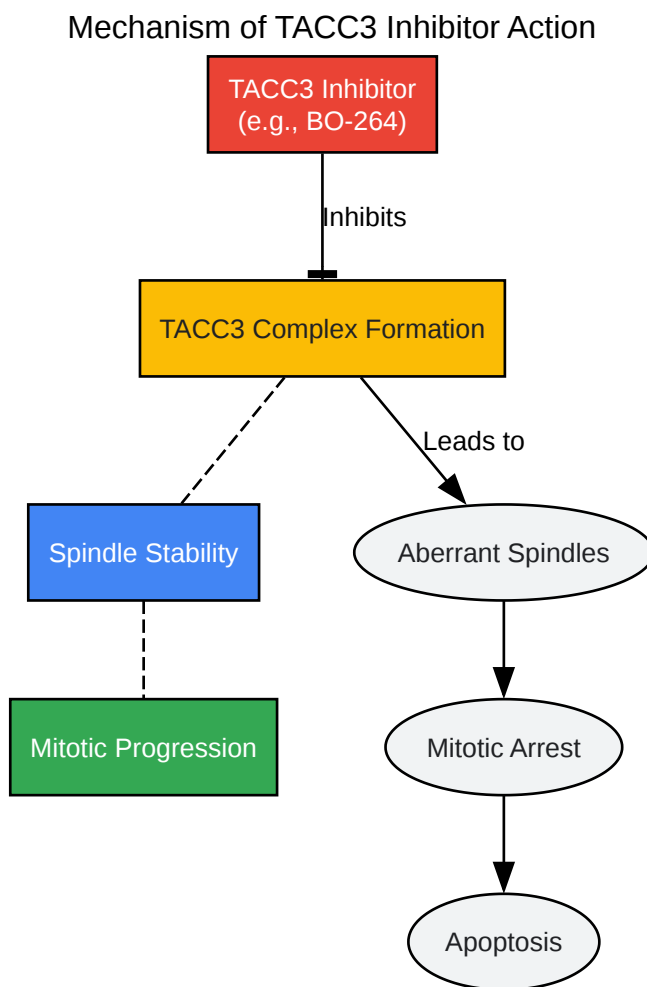 Mechanism of TACC3 Inhibitor Action
TACC3 Inhibitor
(e.g., BO-264)
Inhibits
TACC3 Complex Formation
Leads to
Spindle Stability
Aberrant Spindles
Mitotic Progression
Mitotic Arrest
Apoptosis